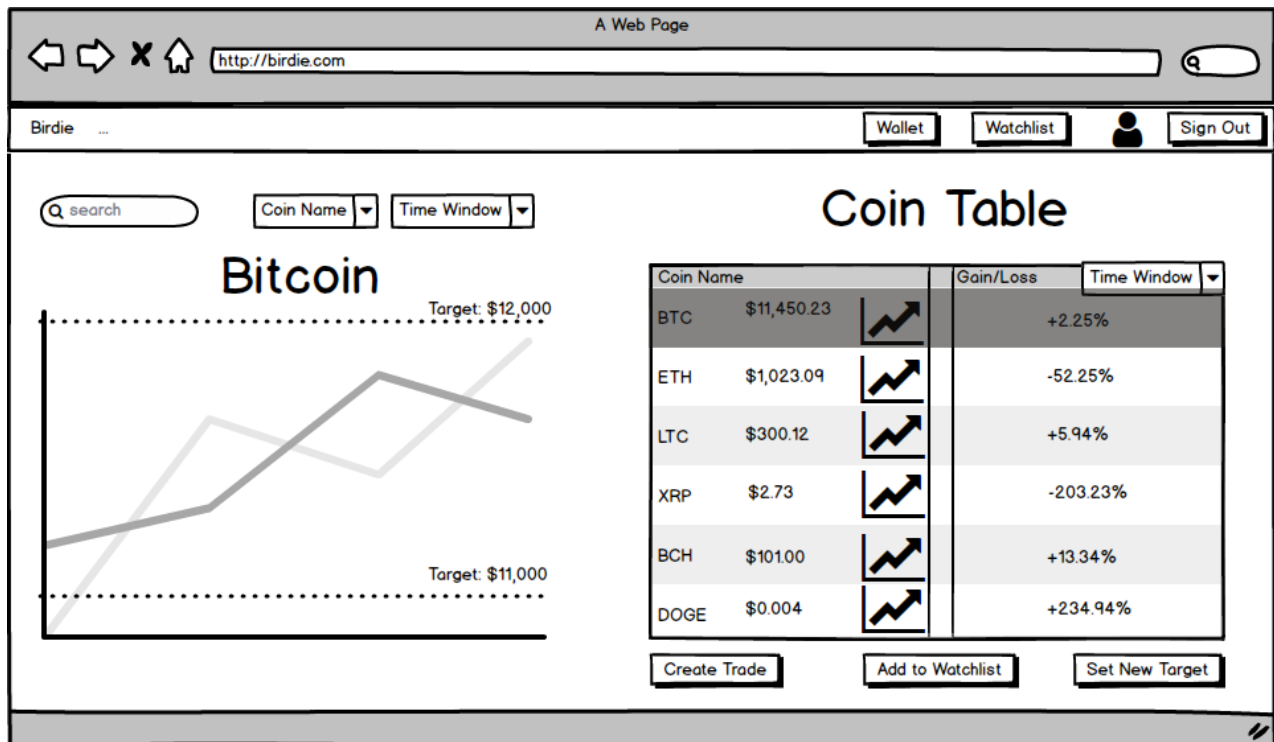 A Web Page
http://birdie.com
Birdie ... Wallet Watchlist Sign Out
search Coin Name Time Window
Coin Table
Bitcoin
Target: $12,000
Target: $11,000
Coin Name Gain/Loss Time Window
BTC $11,450.23 +2.25%
ETH $1,023.09 -52.25%
LTC $300.12 +5.94%
XRP $2.73 -203.23%
BCH $101.00 +13.34%
DOGE $0.004 +234.94%
Create Trade Add to Watchlist Set New Target